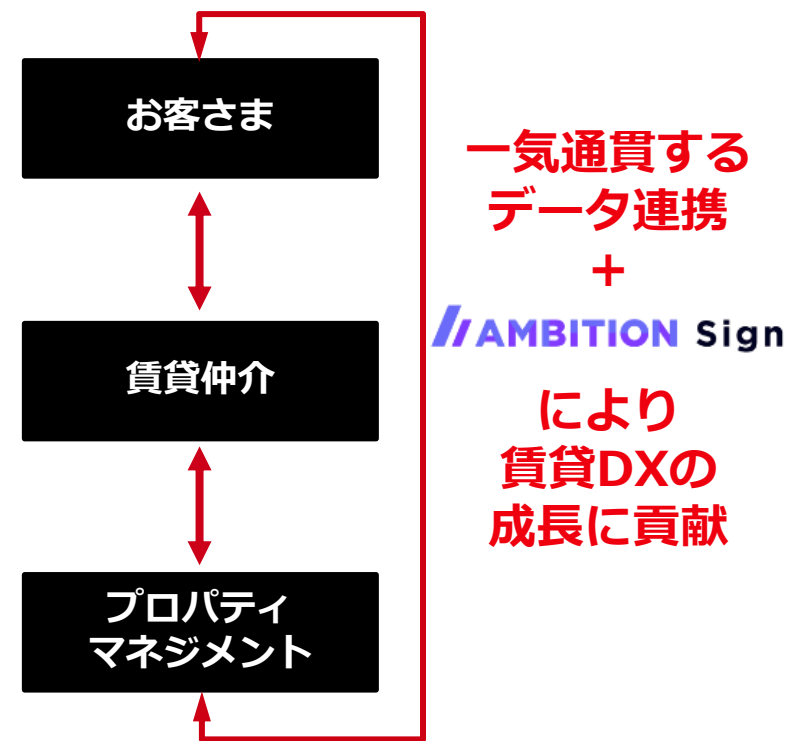 お客さま
賃貸仲介
プロパティ
マネジメント
一気通貫する
データ連携
+
AMBITION Sign
により
賃貸DXの
成長に貢献